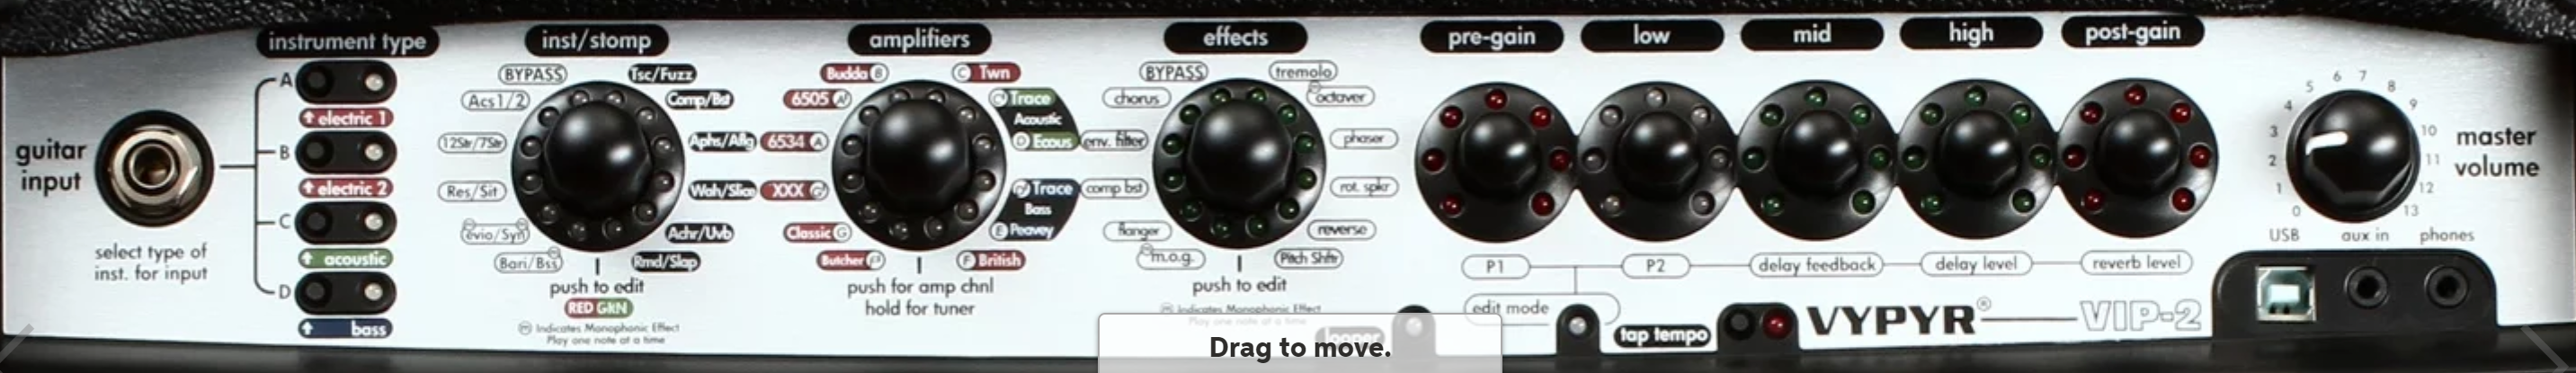 instrument type
inst/stomp
amplifiers
effects
pre-gain
low
mid
high
post-gain
guitar
input
select type of
inst. for input
A
electric 1
B
electric 2
C
acoustic
D
bass
BYPASS
Acs1/2
12Str/7Str
Res/Sit
Bari/Bss
Tsc/Fuzz
Comp/Bst
Wah/Slice
Rmd/Slap
push to edit
RED GRN
Indicates Monophonic Effect
Play one note at a time
Budda B
6505
6534 A
XXX
Classic G
Butcher
C Twn
Trace
Acoustic
D Ecous
Trace
Bass
E Peavey
F British
push for amp chnl
hold for tuner
BYPASS
chorus
env. filter
comp bst
flanger
m.o.g.
tremolo
octaver
phaser
rot. spkr
reverse
Pitch Shftr
push to edit
Indicates Monophonic Effect
Play one note at a time
P1
P2
delay feedback
delay level
reverb level
edit mode
tap tempo
VYPYR®
VIP-2
0
1
2
3
4
5
6
7
8
9
10
11
12
13
master
volume
USB
aux in
phones
Drag to move.